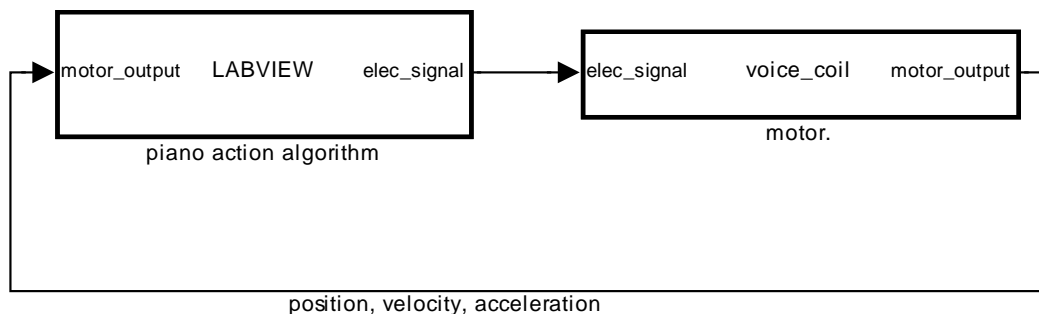 motor_output LABVIEW elec_signal
piano action algorithm
elec_signal voice_coil motor_output
motor.
position, velocity, acceleration